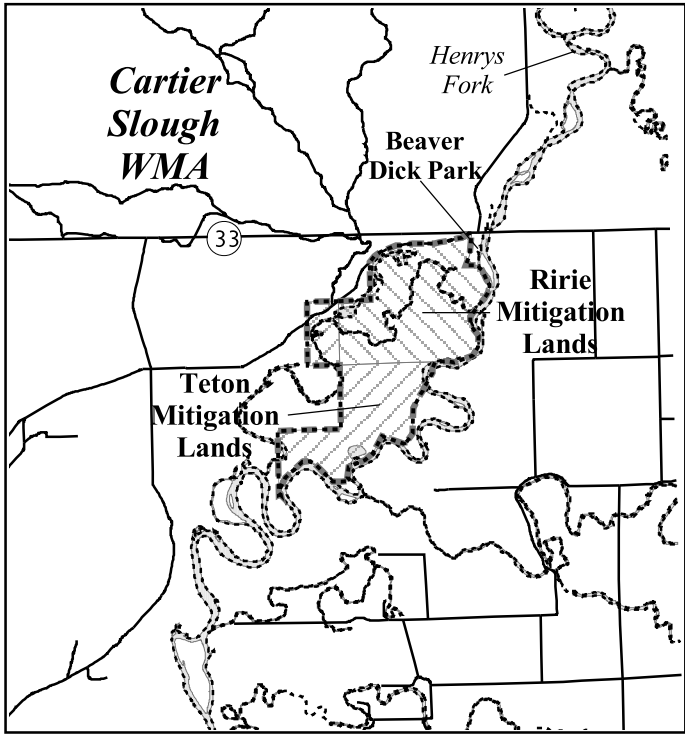 Henrys
Fork
Cartier
Slough
WMA
Beaver
Dick Park
33
Ririe
Mitigation
Lands
Teton
Mitigation
Lands